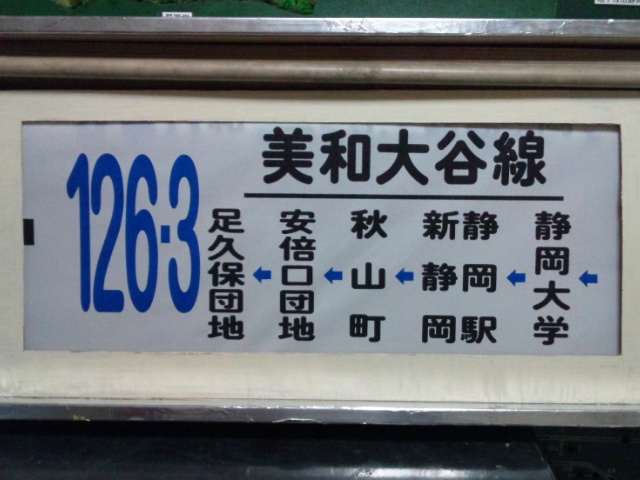 美和大谷線
126-3
静岡大学
←
静岡駅
新静岡
←
秋山町
←
安倍口団地
←
足久保団地
←